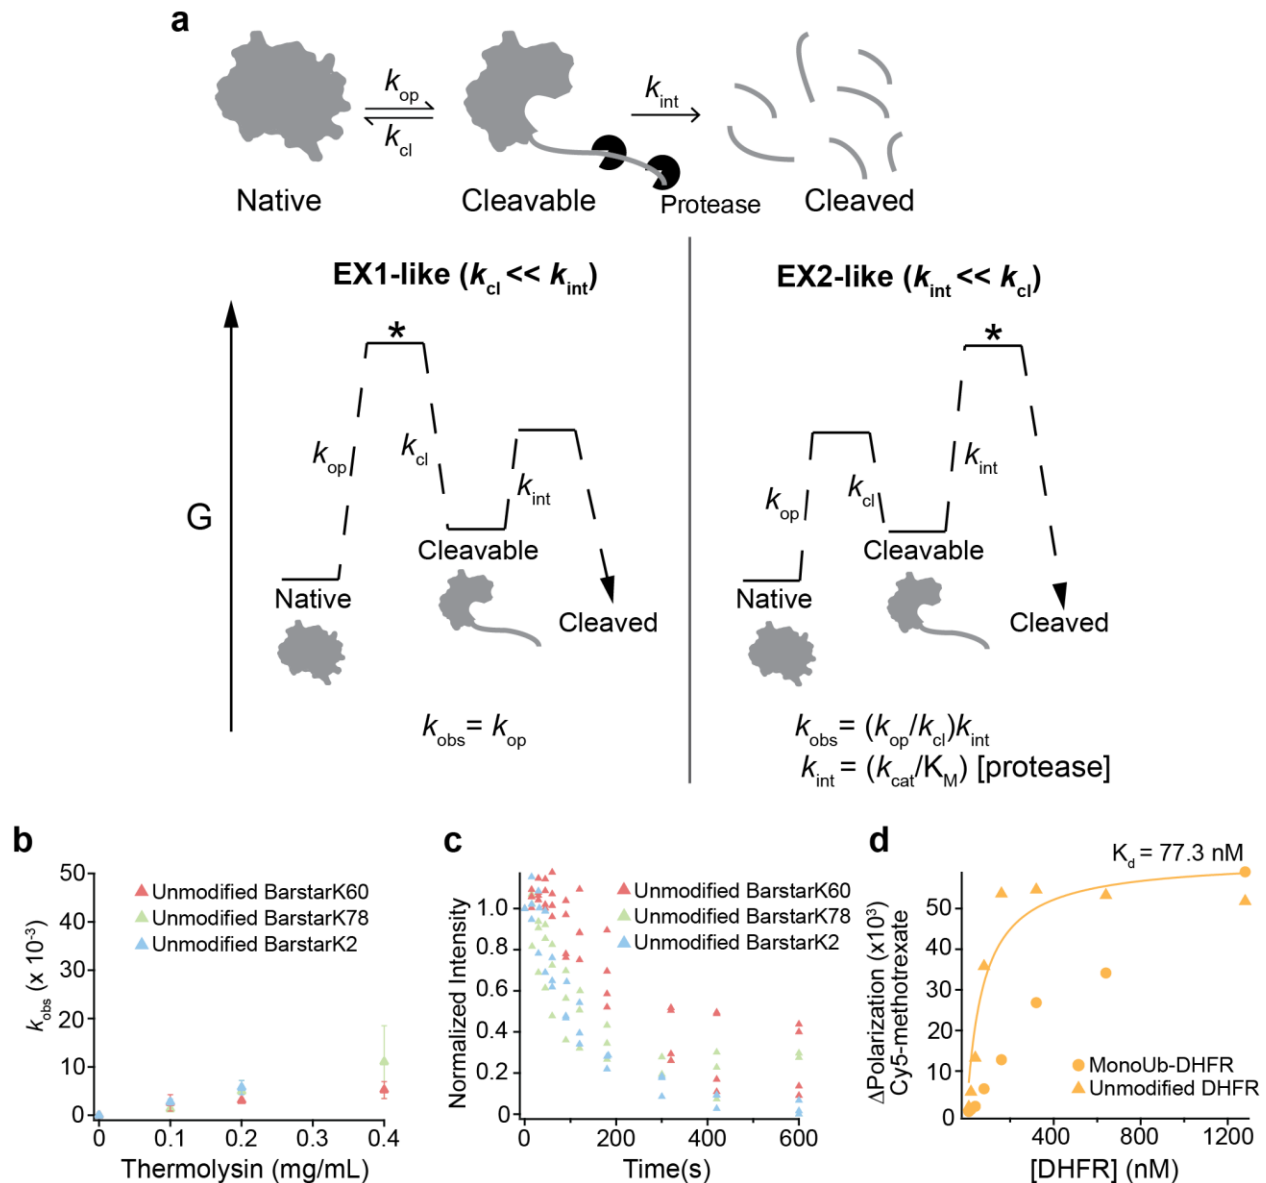 a
k_op
k_cl
k_int
Native
Cleavable
Protease
Cleaved
EX1-like (k_cl << k_int)
EX2-like (k_int << k_cl)
G
*
k_op
k_cl
k_int
Native
Cleavable
Cleaved
k_obs = k_op
*
k_op
k_cl
k_int
Native
Cleavable
Cleaved
k_obs = (k_op/k_cl)k_int
k_int = (k_cat/K_M) [protease]
b
k_obs (x 10^-3)
50
40
30
20
10
0
Unmodified BarstarK60
Unmodified BarstarK78
Unmodified BarstarK2
0 0.1 0.2 0.3 0.4
Thermolysin (mg/mL)
c
Normalized Intensity
1.0
0.8
0.6
0.4
0.2
0
Unmodified BarstarK60
Unmodified BarstarK78
Unmodified BarstarK2
0 200 400 600
Time(s)
d
K_d = 77.3 nM
ΔPolarization (x10^3)
Cy5-methotrexate
50
40
30
20
10
0
MonoUb-DHFR
Unmodified DHFR
0 400 800 1200
[DHFR] (nM)